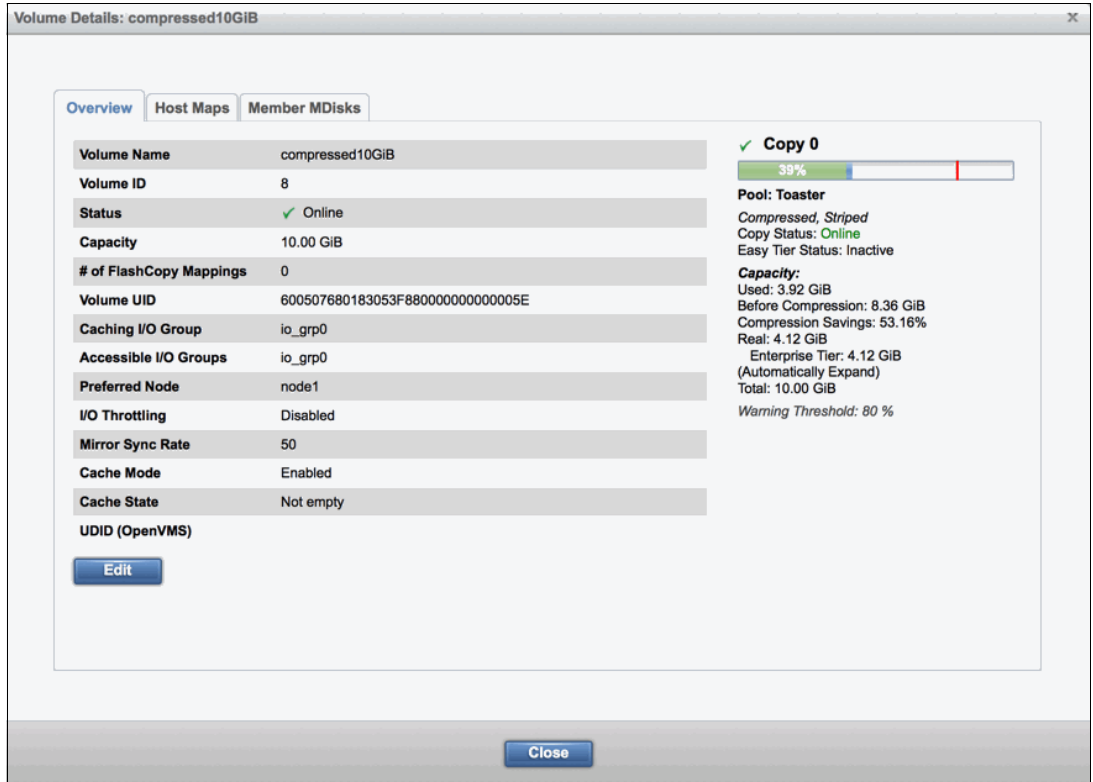 Volume Details: compressed10GiB x
Overview Host Maps Member MDisks
Volume Name compressed10GiB
Volume ID 8
Status Online
Capacity 10.00 GiB
# of FlashCopy Mappings 0
Volume UID 600507680183053F880000000000005E
Caching I/O Group io_grp0
Accessible I/O Groups io_grp0
Preferred Node node1
I/O Throttling Disabled
Mirror Sync Rate 50
Cache Mode Enabled
Cache State Not empty
UDID (OpenVMS)
Edit
Copy 0
39%
Pool: Toaster
Compressed, Striped
Copy Status: Online
Easy Tier Status: Inactive
Capacity:
Used: 3.92 GiB
Before Compression: 8.36 GiB
Compression Savings: 53.16%
Real: 4.12 GiB
Enterprise Tier: 4.12 GiB
(Automatically Expand)
Total: 10.00 GiB
Warning Threshold: 80 %
Close